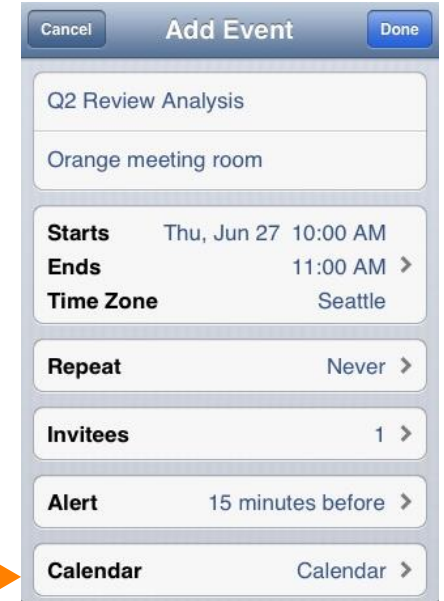 Cancel Add Event Done
Q2 Review Analysis
Orange meeting room
Starts Thu, Jun 27 10:00 AM
Ends 11:00 AM
Time Zone Seattle
Repeat Never
Invitees 1
Alert 15 minutes before
Calendar Calendar